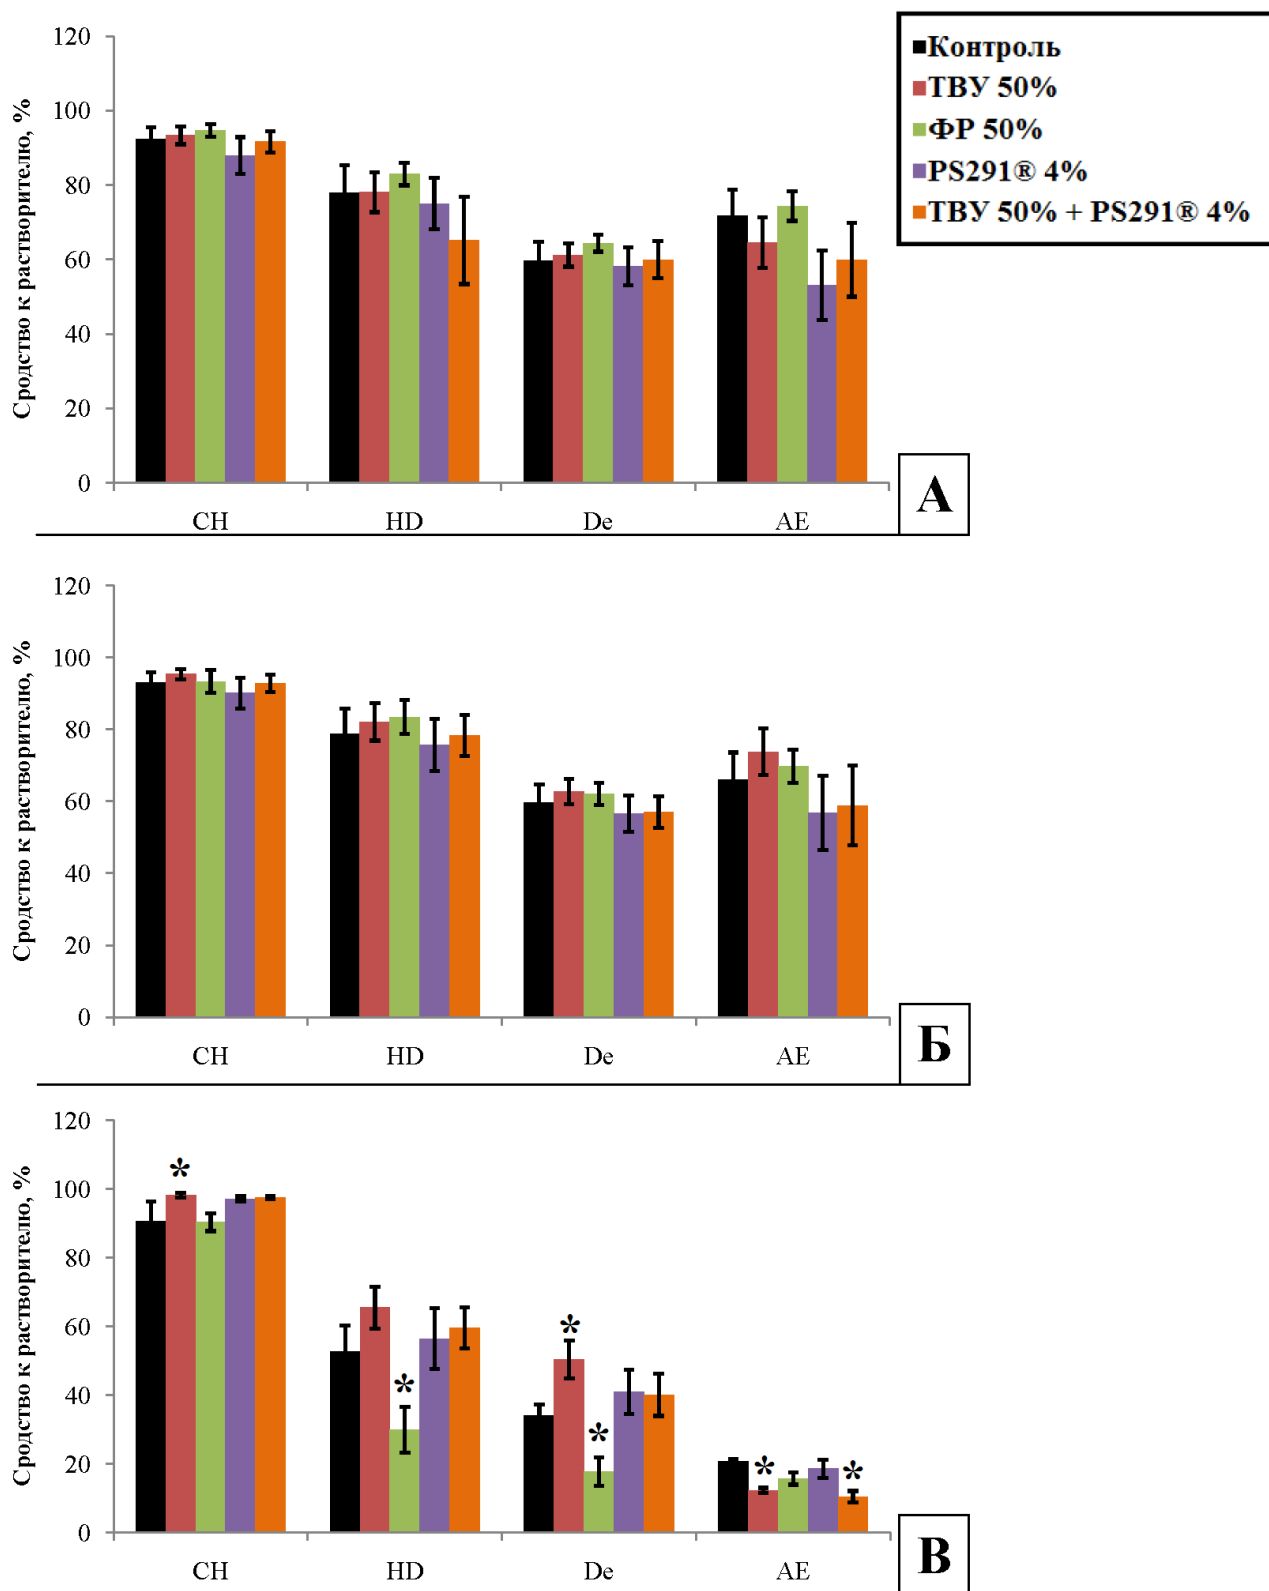 Контроль
ТВУ 50%
ФР 50%
PS291® 4%
ТВУ 50% + PS291® 4%
Сродство к растворителю, %
120
100
80
60
40
20
0
CH HD De AE
А
Сродство к растворителю, %
120
100
80
60
40
20
0
CH HD De AE
Б
Сродство к растворителю, %
120
100
80
60
40
20
0
*
*
*
*
*
*
CH HD De AE
В